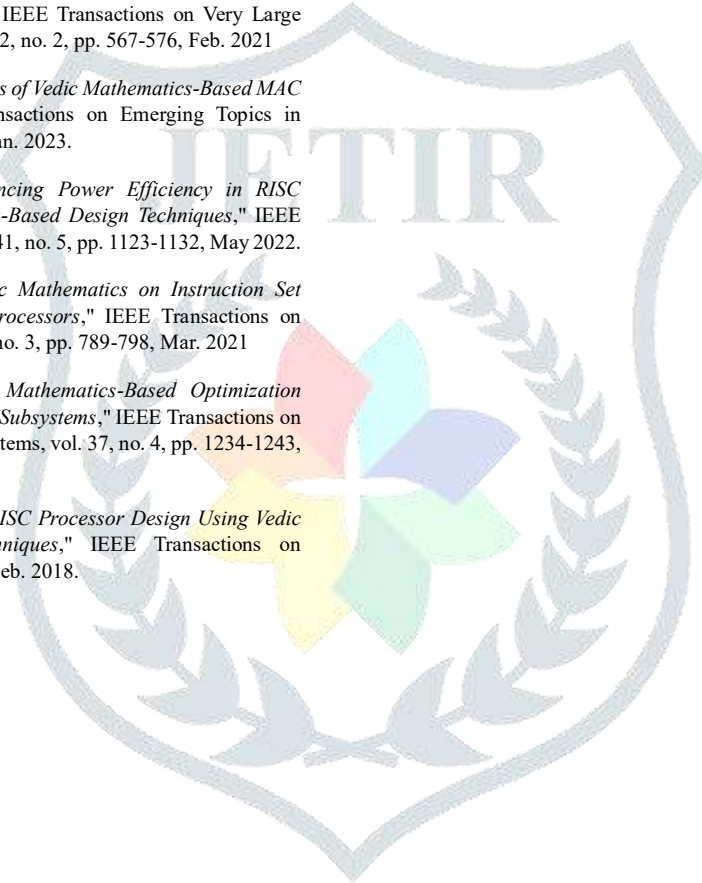 IEEE Transactions on Very Large
2, no. 2, pp. 567-576, Feb. 2021
s of Vedic Mathematics-Based MAC
nsactions on Emerging Topics in
an. 2023.
JETIR
ncing Power Efficiency in RISC
-Based Design Techniques," IEEE
41, no. 5, pp. 1123-1132, May 2022.
c Mathematics on Instruction Set
rocessors," IEEE Transactions on
no. 3, pp. 789-798, Mar. 2021
Mathematics-Based Optimization
Subsystems," IEEE Transactions on
tems, vol. 37, no. 4, pp. 1234-1243,
ISC Processor Design Using Vedic
hniques," IEEE Transactions on
eb. 2018.